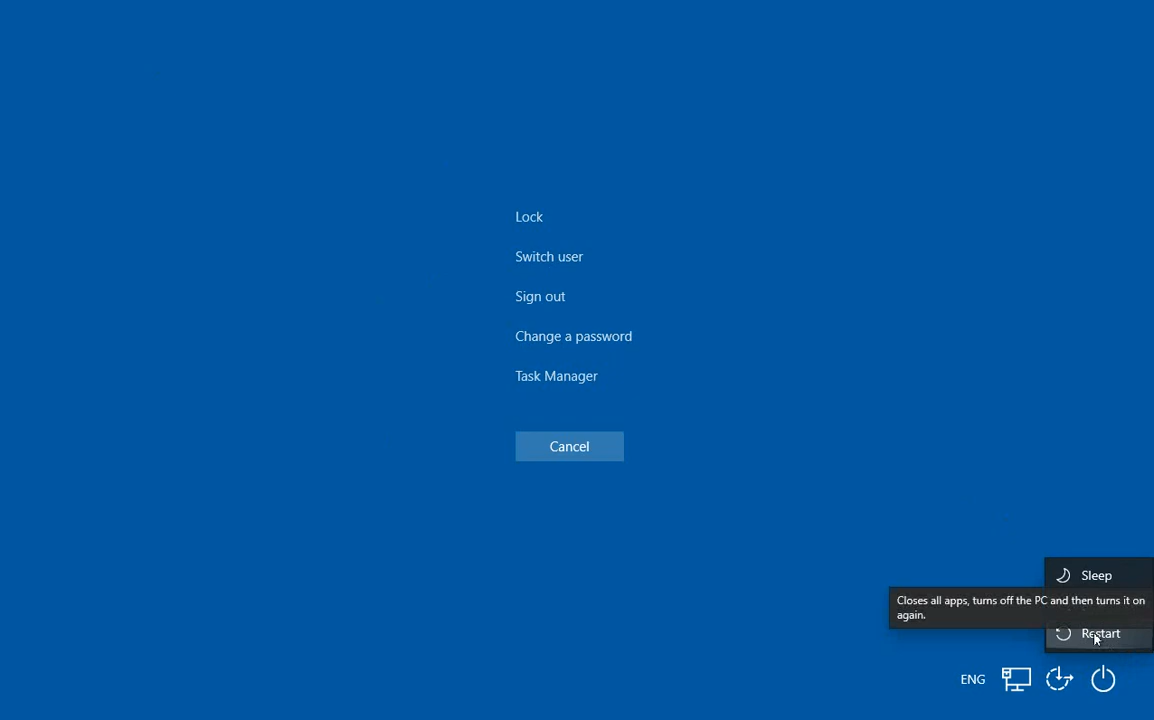 Lock
Switch user
Sign out
Change a password
Task Manager
Cancel
Sleep
Closes all apps, turns off the PC and then turns it on
again.
Restart
ENG